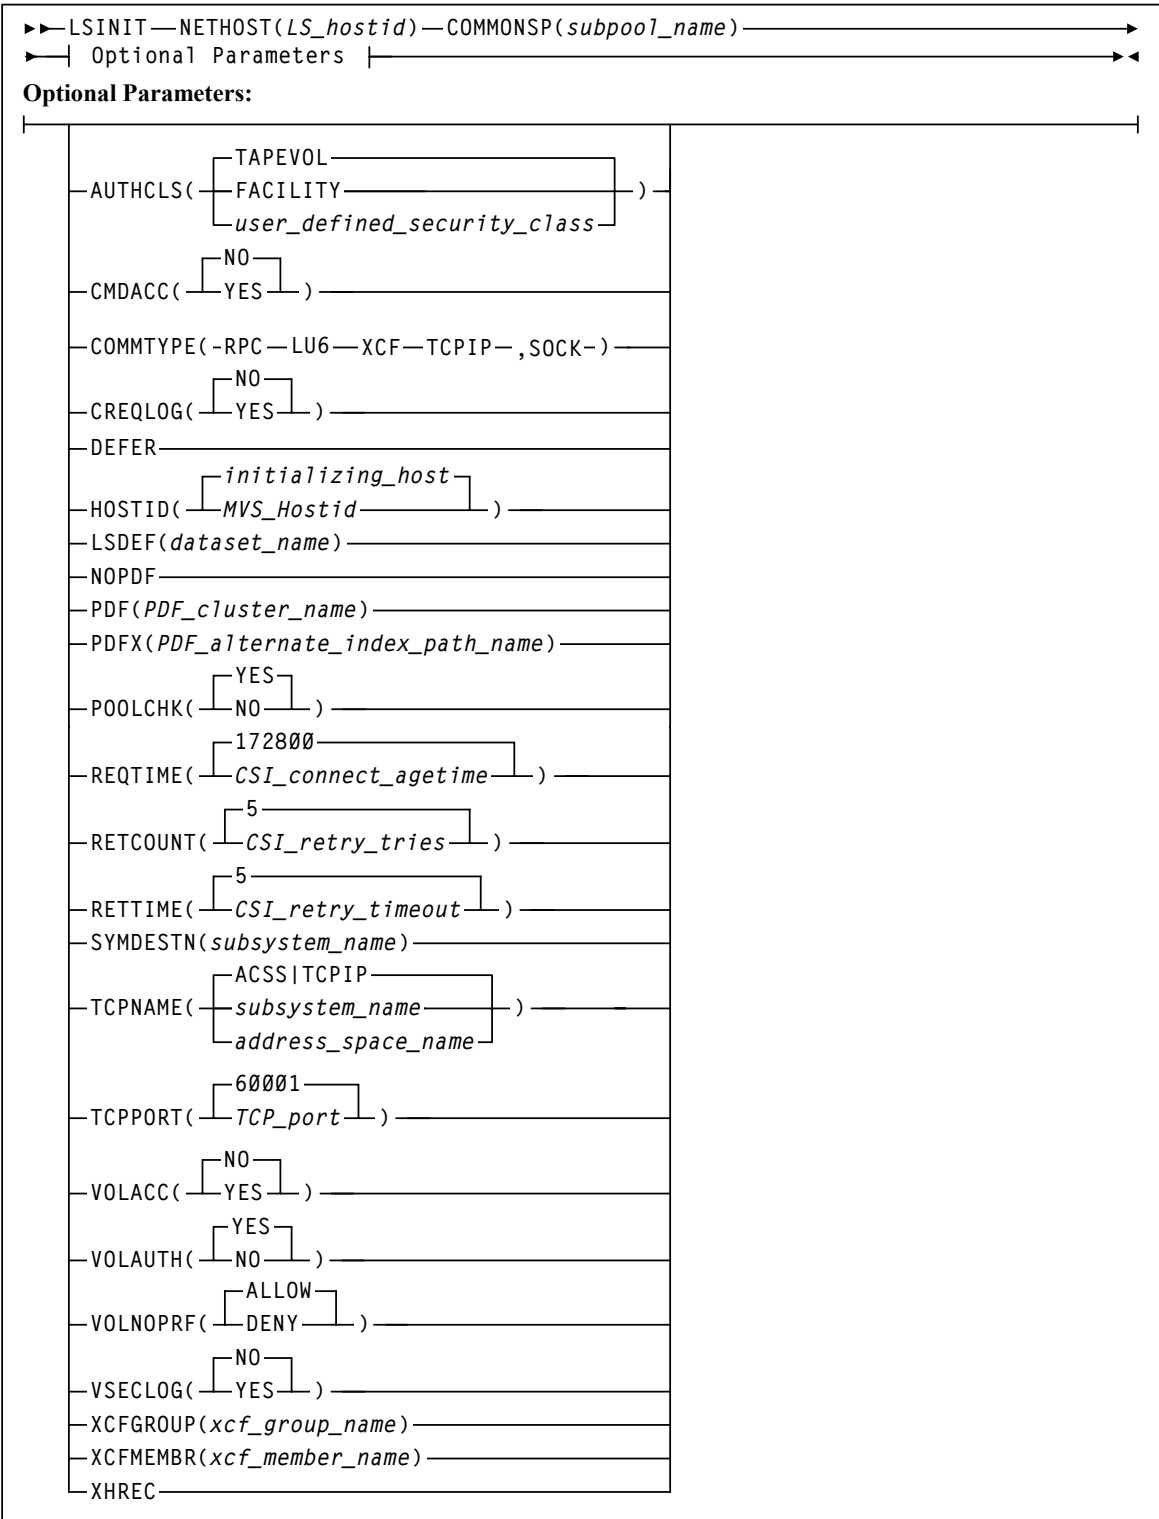 LSINIT NETHOST(LS_hostid) COMMONSP(subpool_name)
Optional Parameters
Optional Parameters:
TAPEVOL
AUTHCLS( FACILITY )
user_defined_security_class
NO
CMDACC( YES )
COMMTYPE( RPC LU6 XCF TCPIP ,SOCK )
NO
CREQLOG( YES )
DEFER
initializing_host
HOSTID( MVS_Hostid )
LSDEF(dataset_name)
NOPDF
PDF(PDF_cluster_name)
PDFX(PDF_alternate_index_path_name)
YES
POOLCHK( NO )
1728ØØ
REQTIME( CSI_connect_agetime )
5
RETCOUNT( CSI_retry_tries )
5
RETTIME( CSI_retry_timeout )
SYMDESTN(subsystem_name)
ACSS|TCPIP
TCPNAME( subsystem_name )
address_space_name
6ØØØ1
TCPPORT( TCP_port )
NO
VOLACC( YES )
YES
VOLAUTH( NO )
ALLOW
VOLNOPRF( DENY )
NO
VSECLOG( YES )
XCFGROUP(xcf_group_name)
XCFMEMBR(xcf_member_name)
XHREC